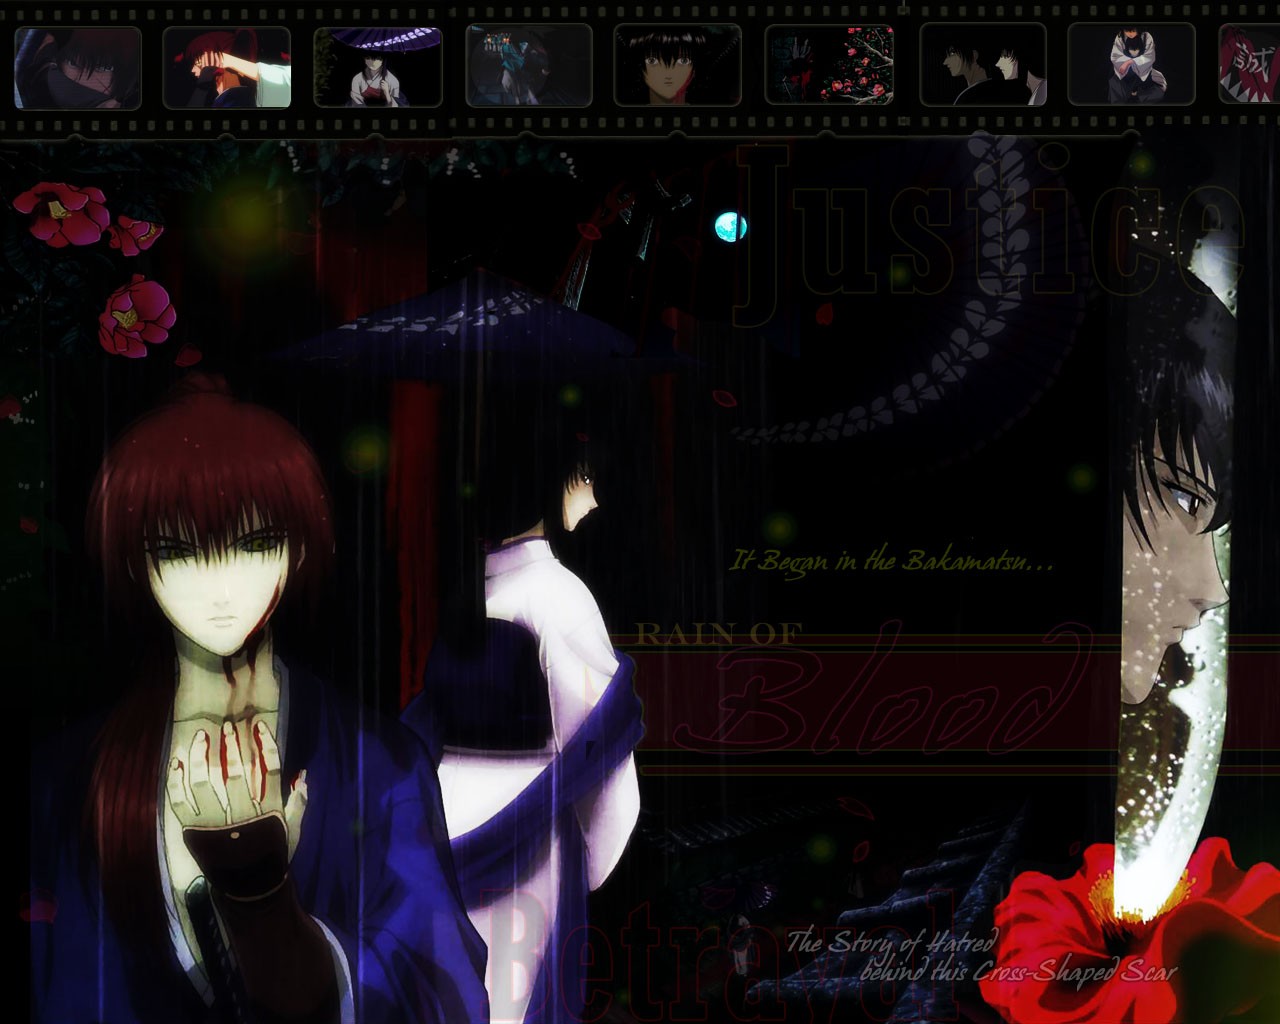 誠
Justice
It Began in the Bakamatsu...
RAIN OF
Blood
Betrayal
The Story of Hatred
behind this Cross-Shaped Scar